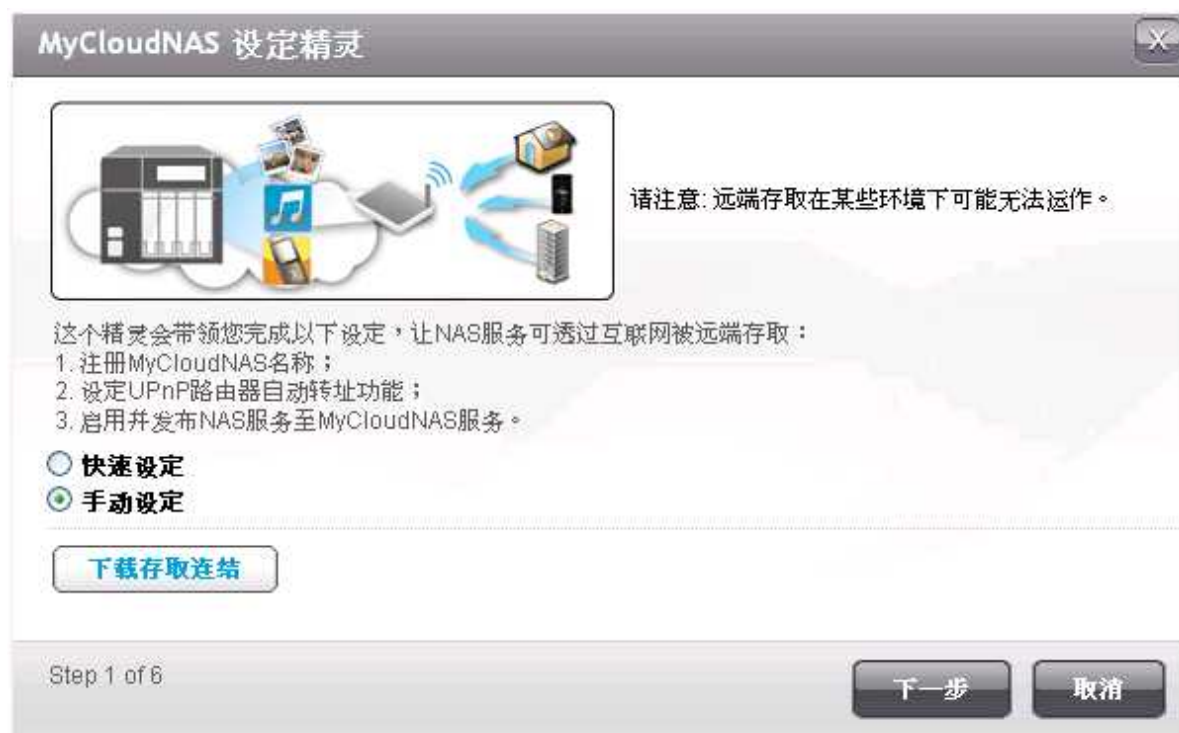 MyCloudNAS 设定精灵
请注意: 远端存取在某些环境下可能无法运作。
这个精灵会带领您完成以下设定，让NAS服务可透过互联网被远端存取：
1. 注册MyCloudNAS名称；
2. 设定UPnP路由器自动转址功能；
3. 启用并发布NAS服务至MyCloudNAS服务。
快速设定
手动设定
下载存取连结
Step 1 of 6
下一步
取消